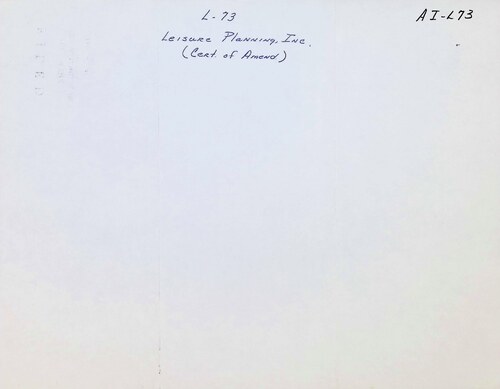 L-73
AI-L73
Leisure Planning, Inc.
(Cert. of Amend)